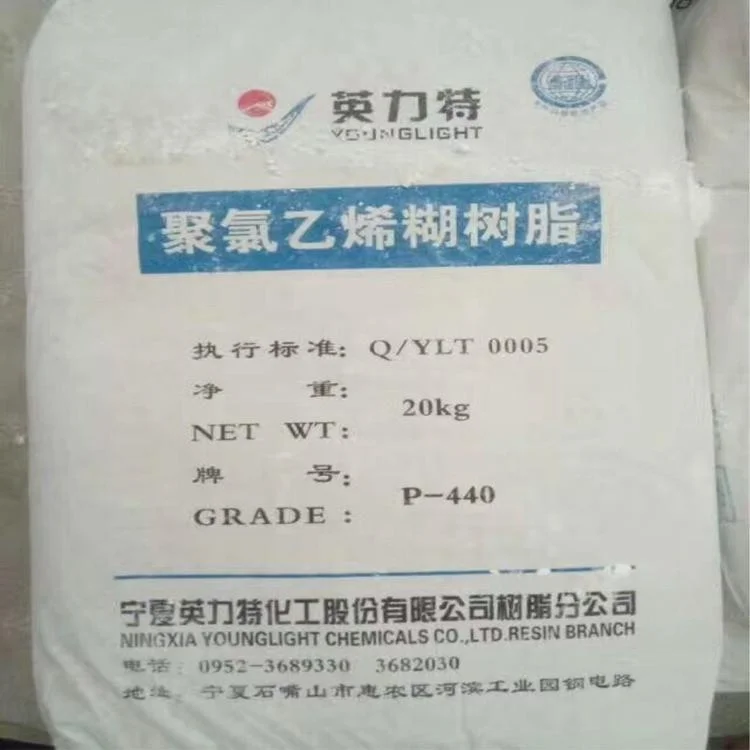 英力特
YOUNGLIGHT
聚氯乙烯糊树脂
执行标准: Q/YLT 0005
净 重:
20kg
NET WT:
牌 号:
P-440
GRADE :
宁夏英力特化工股份有限公司树脂分公司
NINGXIA YOUNGLIGHT CHEMICALS CO.,LTD.RESIN BRANCH
电话: 0952-3689330 3682030
地址: 宁夏石嘴山市惠农区河滨工业园钢电路